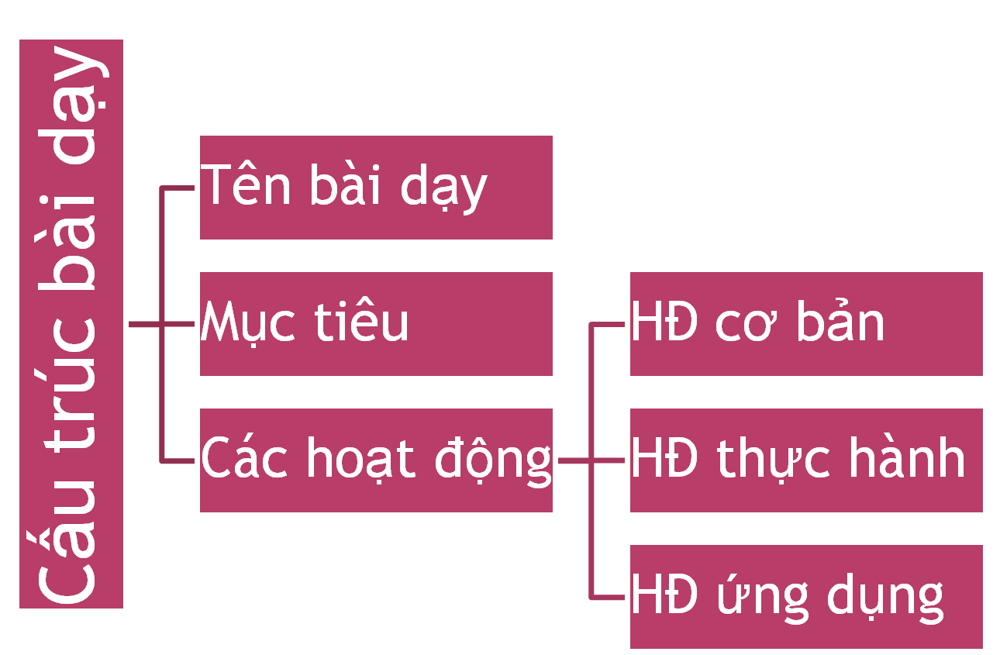 Cấu trúc bài dạy
Tên bài dạy
Mục tiêu
Các hoạt động
HĐ cơ bản
HĐ thực hành
HĐ ứng dụng